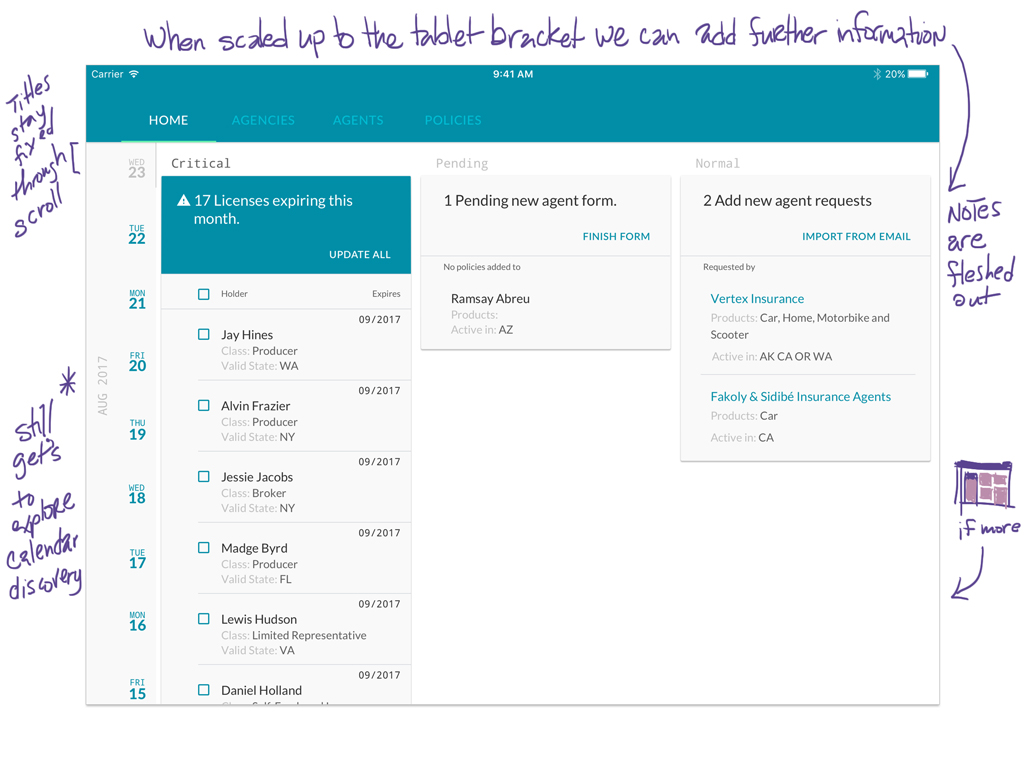 when scaled up to the tablet bracket we can add further information
Titles
stay
fixed
through [
scroll
Carrier
9:41 AM
20%
HOME
AGENCIES
AGENTS
POLICIES
WED
23
TUE
22
MON
21
FRI
20
THU
19
WED
18
TUE
17
MON
16
FRI
15
AUG 2017
Critical
17 Licenses expiring this
month.
UPDATE ALL
Holder Expires
09/2017
Jay Hines
Class: Producer
Valid State: WA
09/2017
Alvin Frazier
Class: Producer
Valid State: NY
09/2017
Jessie Jacobs
Class: Broker
Valid State: NY
09/2017
Madge Byrd
Class: Producer
Valid State: FL
09/2017
Lewis Hudson
Class: Limited Representative
Valid State: VA
09/2017
Daniel Holland
Pending
1 Pending new agent form.
FINISH FORM
No policies added to
Ramsay Abreu
Products:
Active in: AZ
Normal
2 Add new agent requests
IMPORT FROM EMAIL
Requested by
Vertex Insurance
Products: Car, Home, Motorbike and
Scooter
Active in: AK CA OR WA
Fakoly & Sidibé Insurance Agents
Products: Car
Active in: CA
NOTES
are
fleshed
out
if more
*
still
get's
to
explore
calendar
discovery